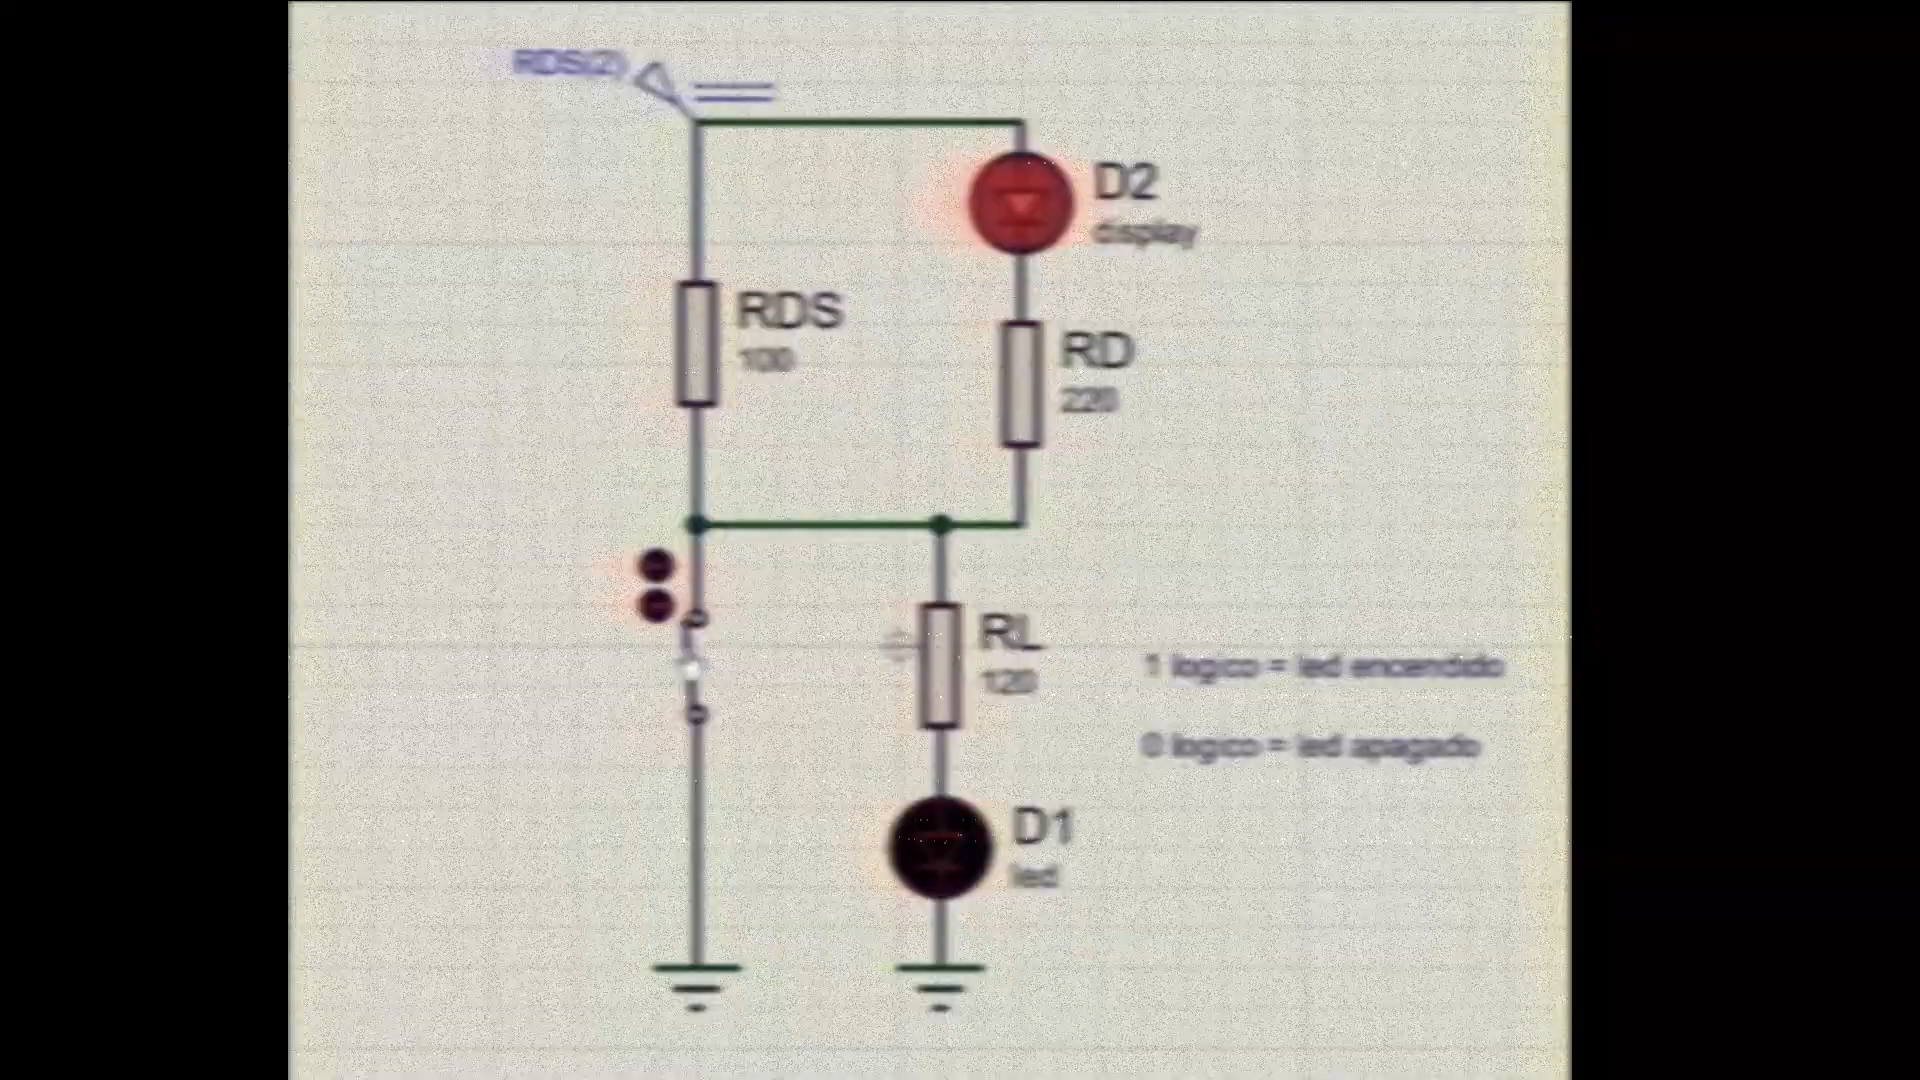 RDS(2)
D2
display
RDS
100
RD
220
RL
120
1 logico = led encendido
0 logico = led apagado
D1
led